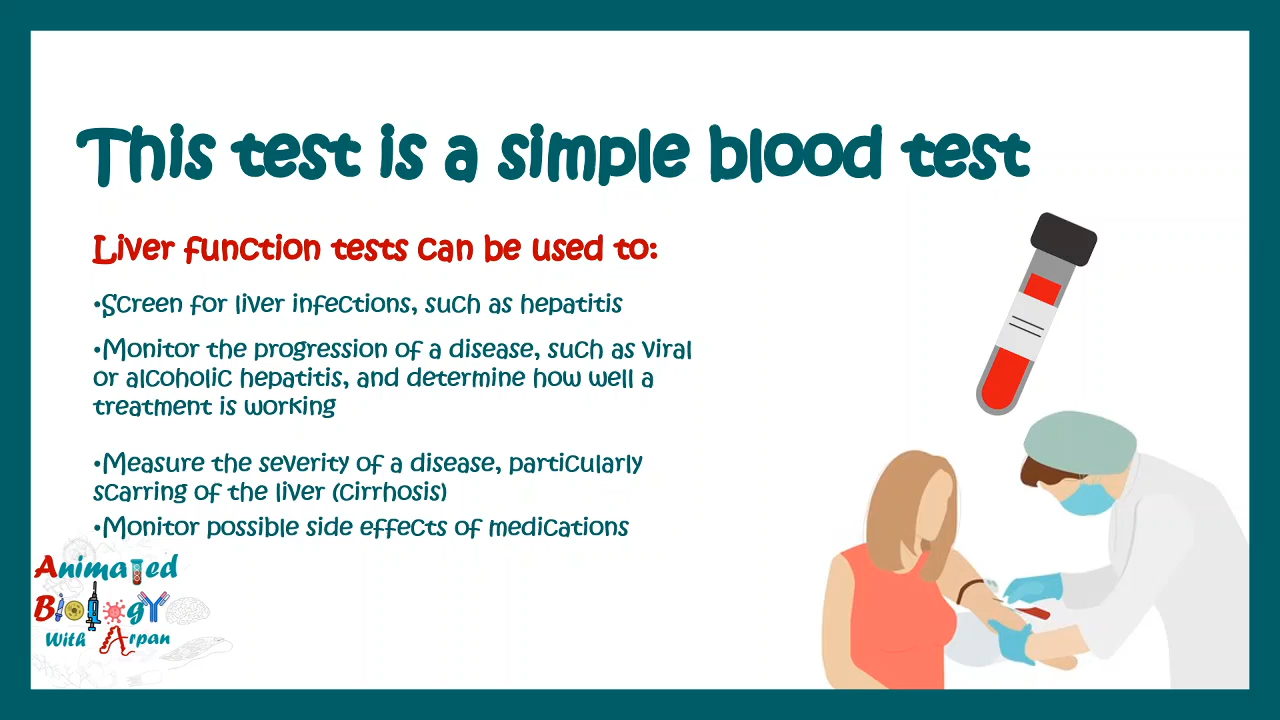 This test is a simple blood test
Liver function tests can be used to:
•Screen for liver infections, such as hepatitis
•Monitor the progression of a disease, such as viral
or alcoholic hepatitis, and determine how well a
treatment is working
•Measure the severity of a disease, particularly
scarring of the liver (cirrhosis)
•Monitor possible side effects of medications
Animated
Biology
With Arpan